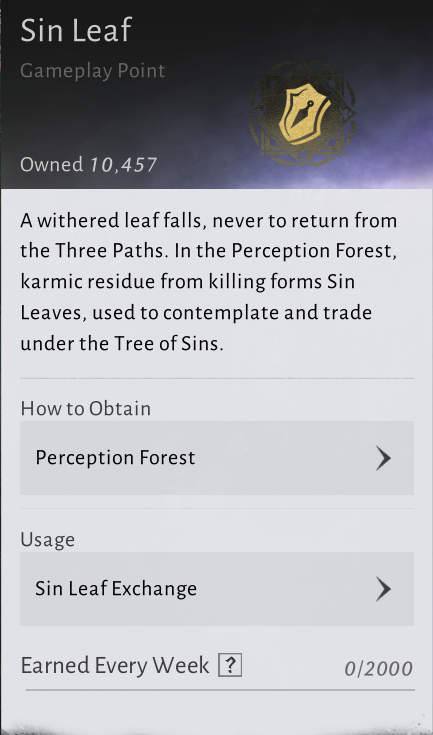 Sin Leaf
Gameplay Point
Owned 10,457
A withered leaf falls, never to return from
the Three Paths. In the Perception Forest,
karmic residue from killing forms Sin
Leaves, used to contemplate and trade
under the Tree of Sins.
How to Obtain
Perception Forest
Usage
Sin Leaf Exchange
Earned Every Week ? 0/2000